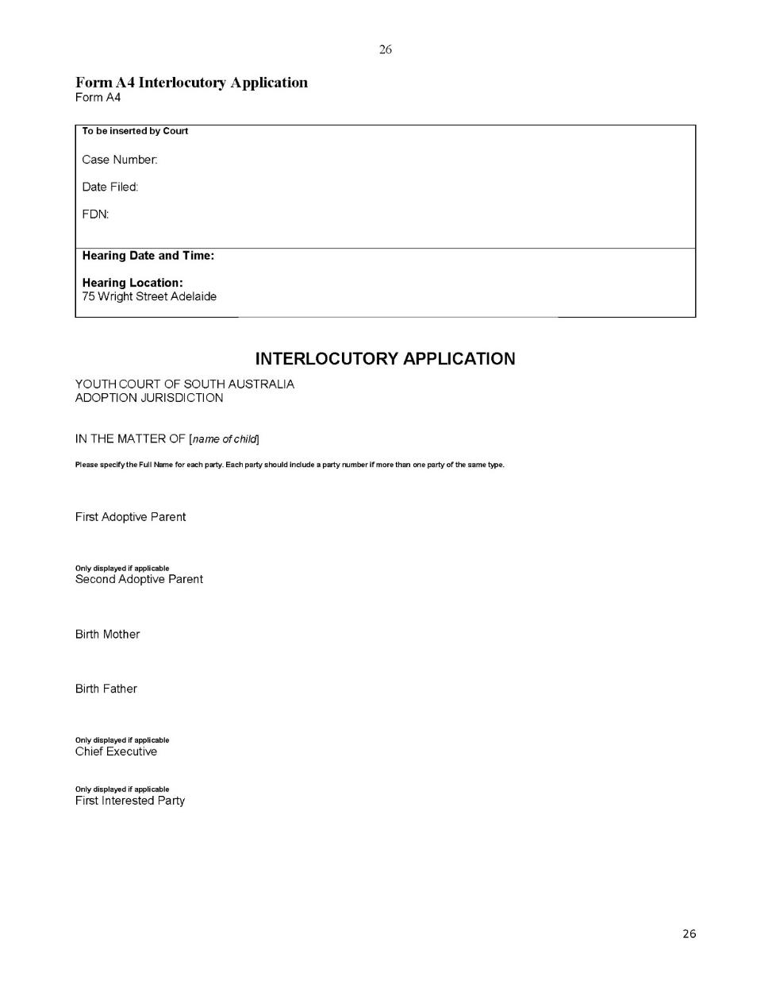 26
Form A4 Interlocutory Application
Form A4
To be inserted by Court
Case Number:
Date Filed:
FDN:
Hearing Date and Time:
Hearing Location:
75 Wright Street Adelaide
INTERLOCUTORY APPLICATION
YOUTH COURT OF SOUTH AUSTRALIA
ADOPTION JURISDICTION
IN THE MATTER OF [name of child]
Please specify the Full Name for each party. Each party should include a party number if more than one party of the same type.
First Adoptive Parent
Only displayed if applicable
Second Adoptive Parent
Birth Mother
Birth Father
Only displayed if applicable
Chief Executive
Only displayed if applicable
First Interested Party
26